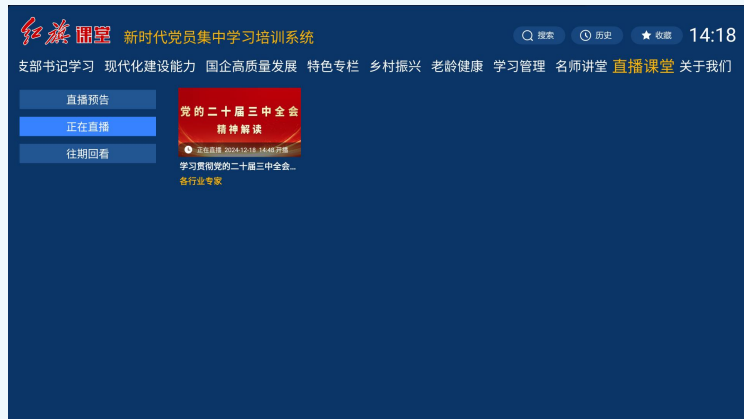 红旗课堂 新时代党员集中学习培训系统 搜索 历史 收藏 14:18
支部书记学习 现代化建设能力 国企高质量发展 特色专栏 乡村振兴 老龄健康 学习管理 名师讲堂 直播课堂 关于我们
直播预告
正在直播
往期回看
党的二十届三中全会
精神解读
正在直播 2024-12-18 14:46 开播
学习贯彻党的二十届三中全会...
各行业专家